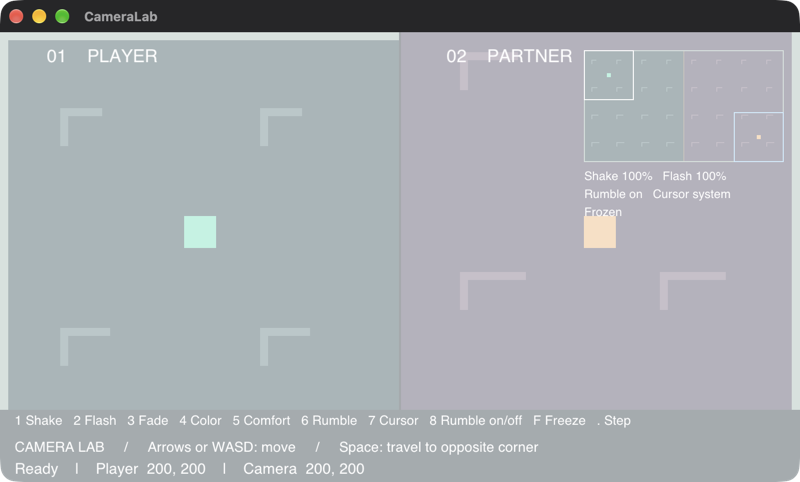 CameraLab
01 PLAYER
02 PARTNER
Shake 100% Flash 100%
Rumble on Cursor system
Frozen
1 Shake 2 Flash 3 Fade 4 Color 5 Comfort 6 Rumble 7 Cursor 8 Rumble on/off F Freeze . Step
CAMERA LAB / Arrows or WASD: move / Space: travel to opposite corner
Ready | Player 200, 200 | Camera 200, 200